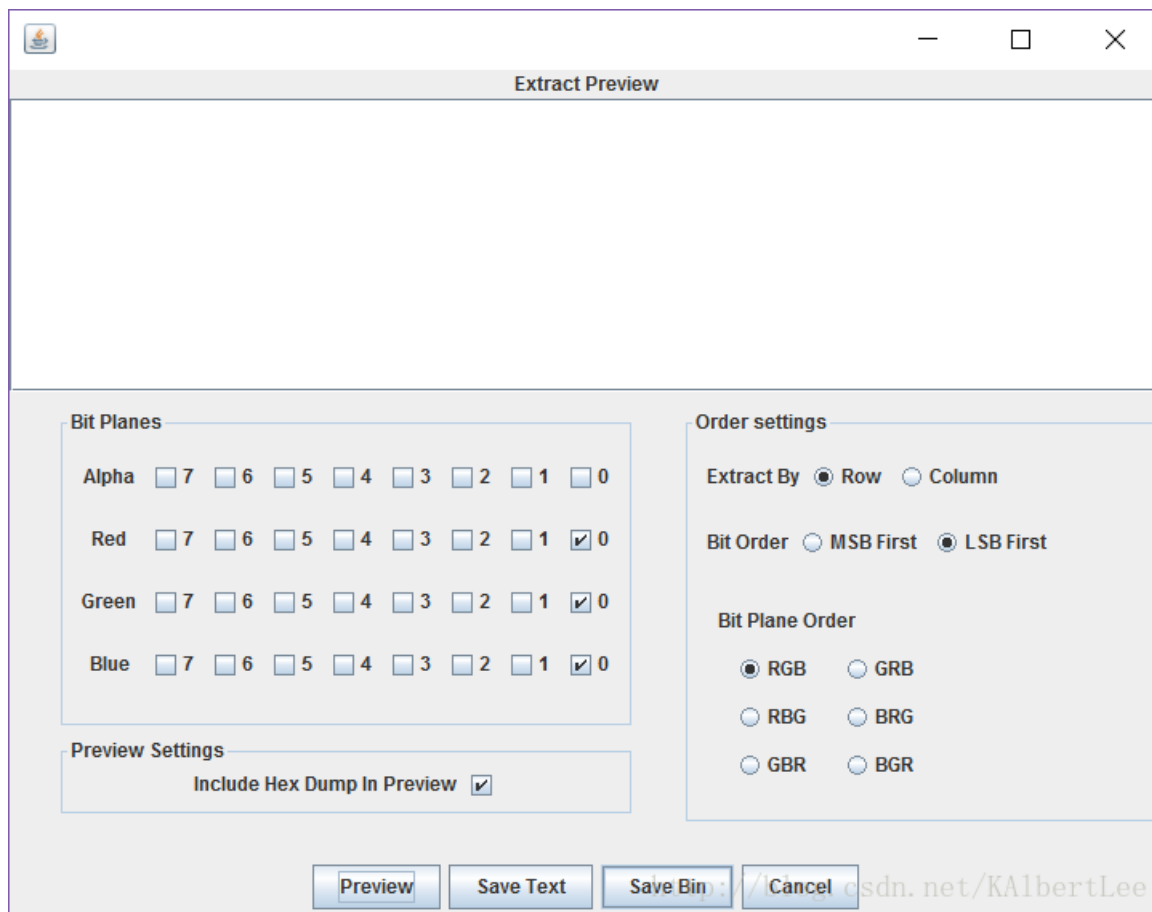 Extract Preview
Bit Planes
Alpha 7 6 5 4 3 2 1 0
Red 7 6 5 4 3 2 1 0
Green 7 6 5 4 3 2 1 0
Blue 7 6 5 4 3 2 1 0
Preview Settings
Include Hex Dump In Preview
Order settings
Extract By Row Column
Bit Order MSB First LSB First
Bit Plane Order
RGB GRB
RBG BRG
GBR BGR
Preview Save Text Save Bin Cancel
http://blog.csdn.net/KAlbertLee